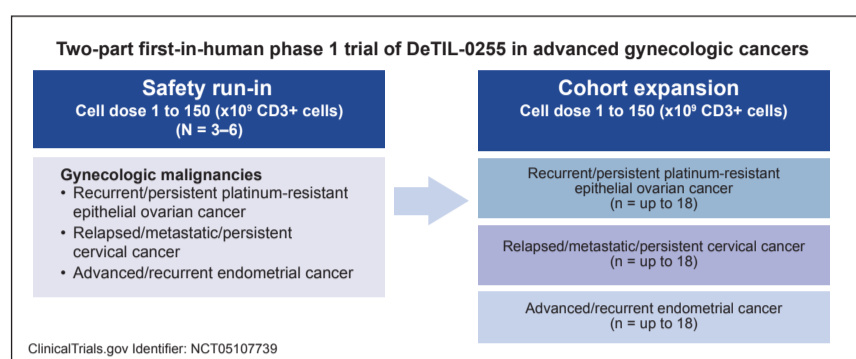 Two-part first-in-human phase 1 trial of DeTIL-0255 in advanced gynecologic cancers
Safety run-in
Cell dose 1 to 150 (x10⁹ CD3+ cells)
(N = 3–6)
Gynecologic malignancies
• Recurrent/persistent platinum-resistant
epithelial ovarian cancer
• Relapsed/metastatic/persistent
cervical cancer
• Advanced/recurrent endometrial cancer
Cohort expansion
Cell dose 1 to 150 (x10⁹ CD3+ cells)
Recurrent/persistent platinum-resistant
epithelial ovarian cancer
(n = up to 18)
Relapsed/metastatic/persistent cervical cancer
(n = up to 18)
Advanced/recurrent endometrial cancer
(n = up to 18)
ClinicalTrials.gov Identifier: NCT05107739